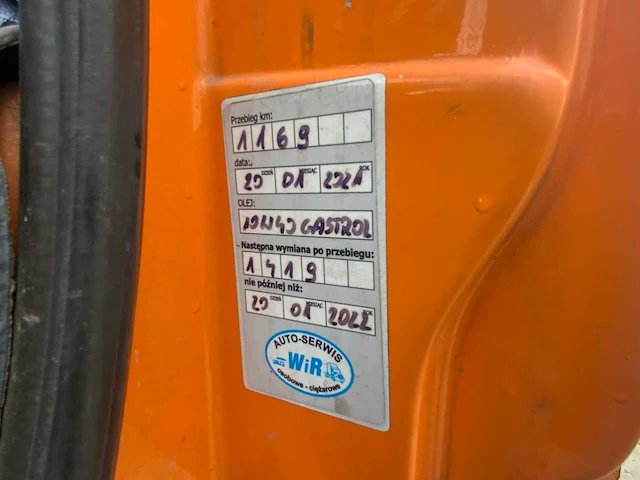 Przebieg km:
1169
data:
DZIEŃ MIESIĄC ROK
20 01 2021
OLEJ:
10W40 CASTROL
Następna wymiana po przebiegu:
1419
nie później niż:
DZIEŃ MIESIĄC ROK
20 01 2022
AUTO-SERWIS
WiR
osobowe - ciężarowe